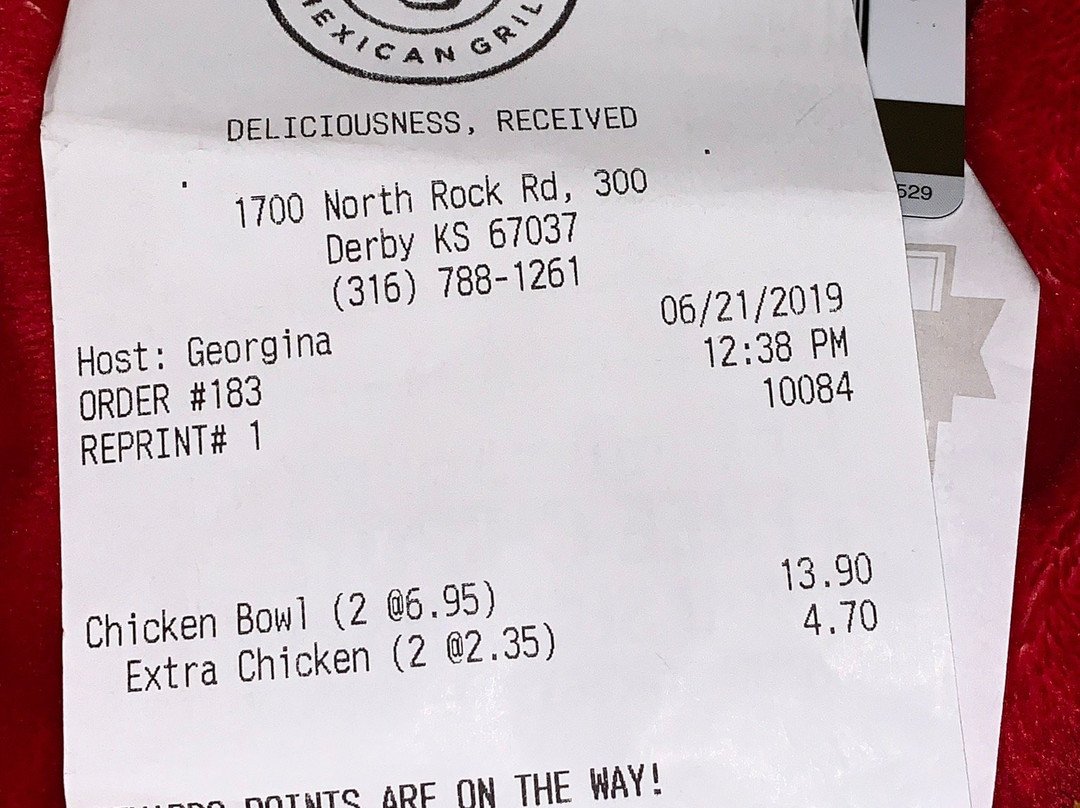 MEXICAN GRIL
DELICIOUSNESS, RECEIVED
1700 North Rock Rd, 300
Derby KS 67037
(316) 788-1261
Host: Georgina 06/21/2019
ORDER #183 12:38 PM
REPRINT# 1 10084
Chicken Bowl (2 @6.95) 13.90
Extra Chicken (2 @2.35) 4.70
POINTS ARE ON THE WAY!
529